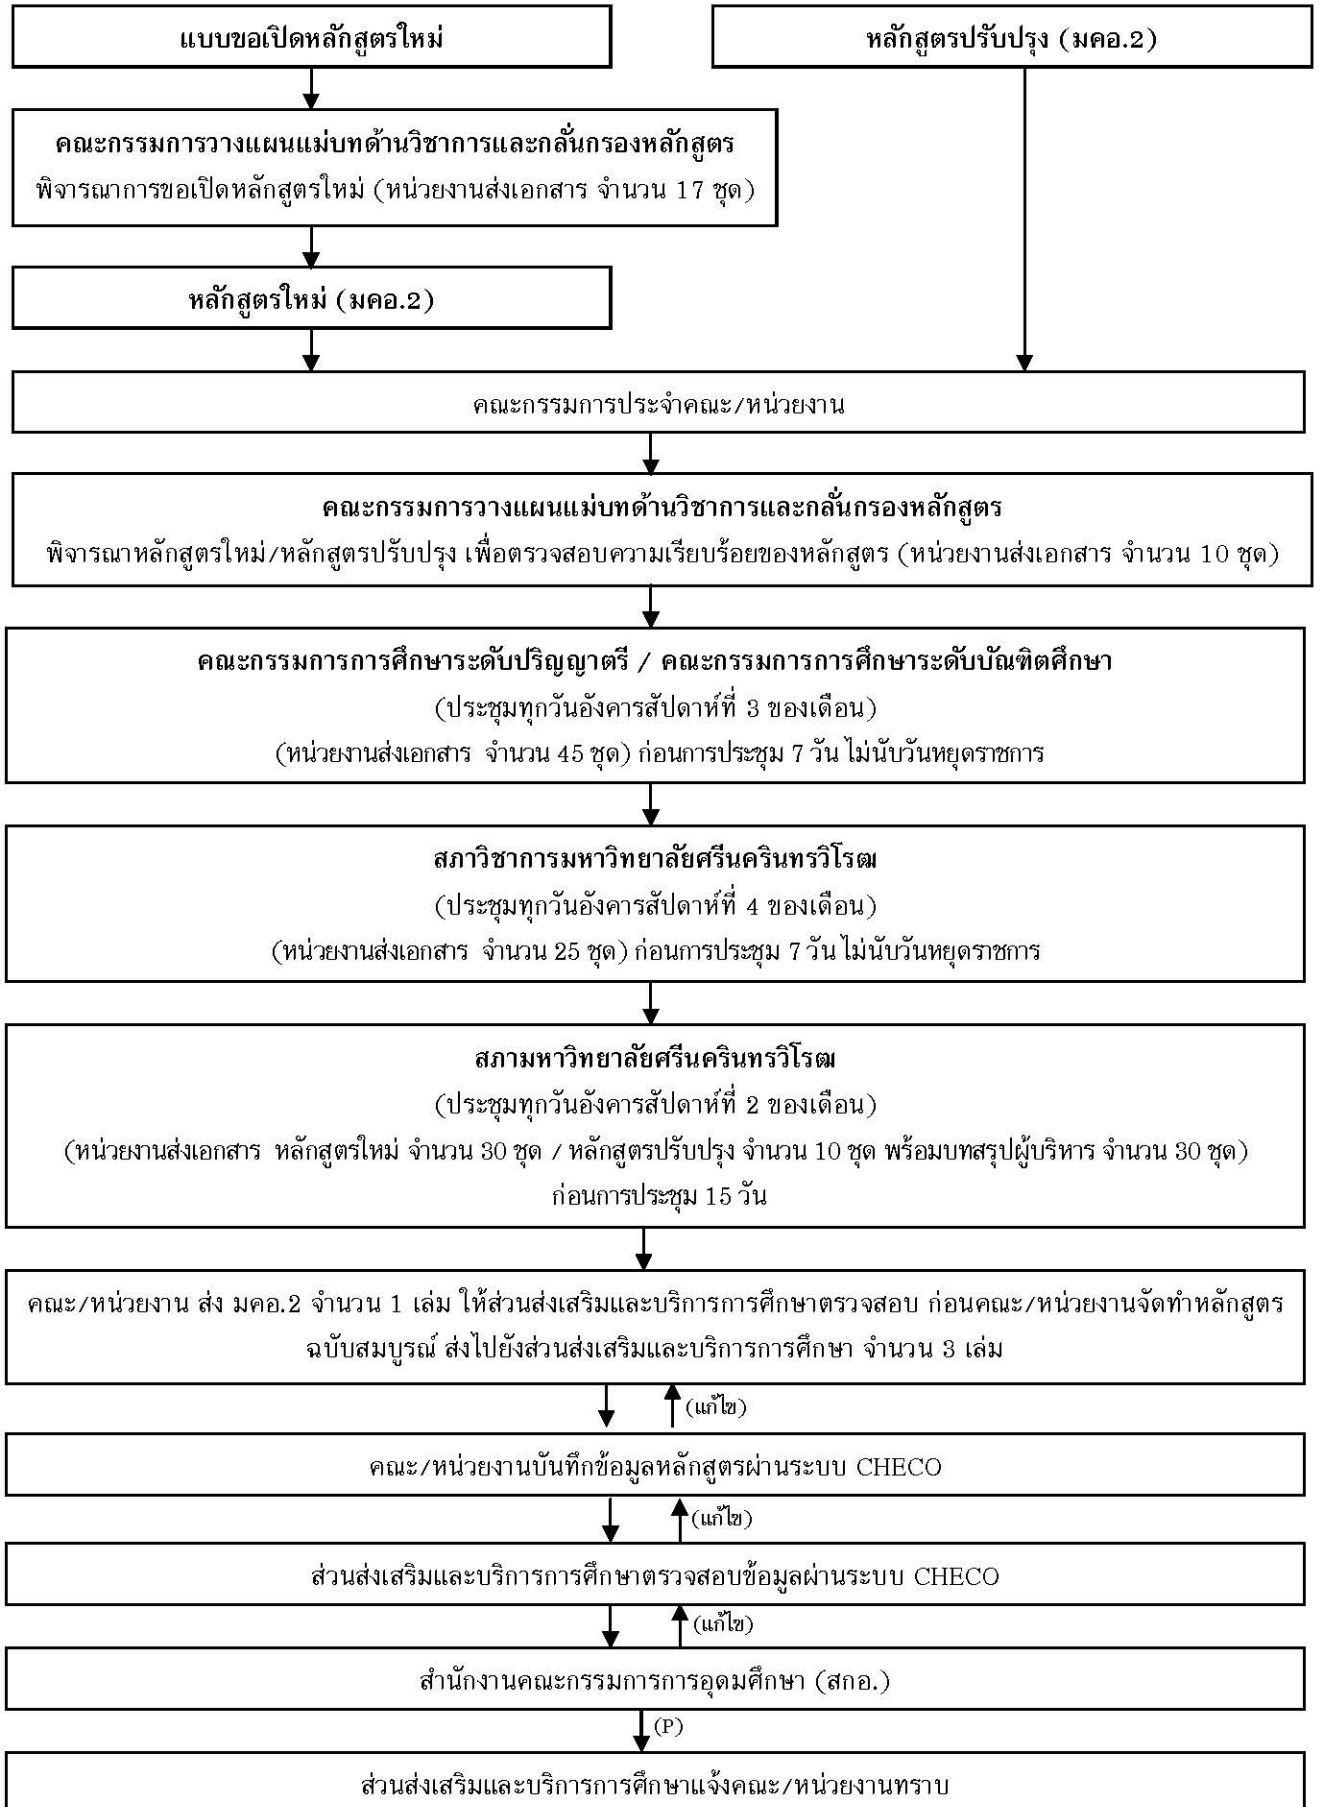 แบบขอเปิดหลักสูตรใหม่
หลักสูตรปรับปรุง (มคอ.2)
คณะกรรมการวางแผนแม่บทด้านวิชาการและกลั่นกรองหลักสูตร
พิจารณาการขอเปิดหลักสูตรใหม่ (หน่วยงานส่งเอกสาร จำนวน 17 ชุด)
หลักสูตรใหม่ (มคอ.2)
คณะกรรมการประจำคณะ/หน่วยงาน
คณะกรรมการวางแผนแม่บทด้านวิชาการและกลั่นกรองหลักสูตร
พิจารณาหลักสูตรใหม่/หลักสูตรปรับปรุง เพื่อตรวจสอบความเรียบร้อยของหลักสูตร (หน่วยงานส่งเอกสาร จำนวน 10 ชุด)
คณะกรรมการการศึกษาระดับปริญญาตรี / คณะกรรมการการศึกษาระดับบัณฑิตศึกษา
(ประชุมทุกวันอังคารสัปดาห์ที่ 3 ของเดือน)
(หน่วยงานส่งเอกสาร จำนวน 45 ชุด) ก่อนการประชุม 7 วัน ไม่นับวันหยุดราชการ
สภาวิชาการมหาวิทยาลัยศรีนครินทรวิโรฒ
(ประชุมทุกวันอังคารสัปดาห์ที่ 4 ของเดือน)
(หน่วยงานส่งเอกสาร จำนวน 25 ชุด) ก่อนการประชุม 7 วัน ไม่นับวันหยุดราชการ
สภามหาวิทยาลัยศรีนครินทรวิโรฒ
(ประชุมทุกวันอังคารสัปดาห์ที่ 2 ของเดือน)
(หน่วยงานส่งเอกสาร หลักสูตรใหม่ จำนวน 30 ชุด / หลักสูตรปรับปรุง จำนวน 10 ชุด พร้อมบทสรุปผู้บริหาร จำนวน 30 ชุด)
ก่อนการประชุม 15 วัน
คณะ/หน่วยงาน ส่ง มคอ.2 จำนวน 1 เล่ม ให้ส่วนส่งเสริมและบริการการศึกษาตรวจสอบ ก่อนคณะ/หน่วยงานจัดทำหลักสูตร
ฉบับสมบูรณ์ ส่งไปยังส่วนส่งเสริมและบริการการศึกษา จำนวน 3 เล่ม
(แก้ไข)
คณะ/หน่วยงานบันทึกข้อมูลหลักสูตรผ่านระบบ CHECO
(แก้ไข)
ส่วนส่งเสริมและบริการการศึกษาตรวจสอบข้อมูลผ่านระบบ CHECO
(แก้ไข)
สำนักงานคณะกรรมการการอุดมศึกษา (สกอ.)
(P)
ส่วนส่งเสริมและบริการการศึกษาแจ้งคณะ/หน่วยงานทราบ